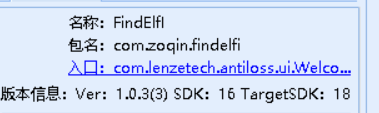 名称：FindElfI
包名：com.zoqin.findelfi
入口：com.lenzetech.antiloss.ui.Welco...
版本信息：Ver：1.0.3(3) SDK：16 TargetSDK：18